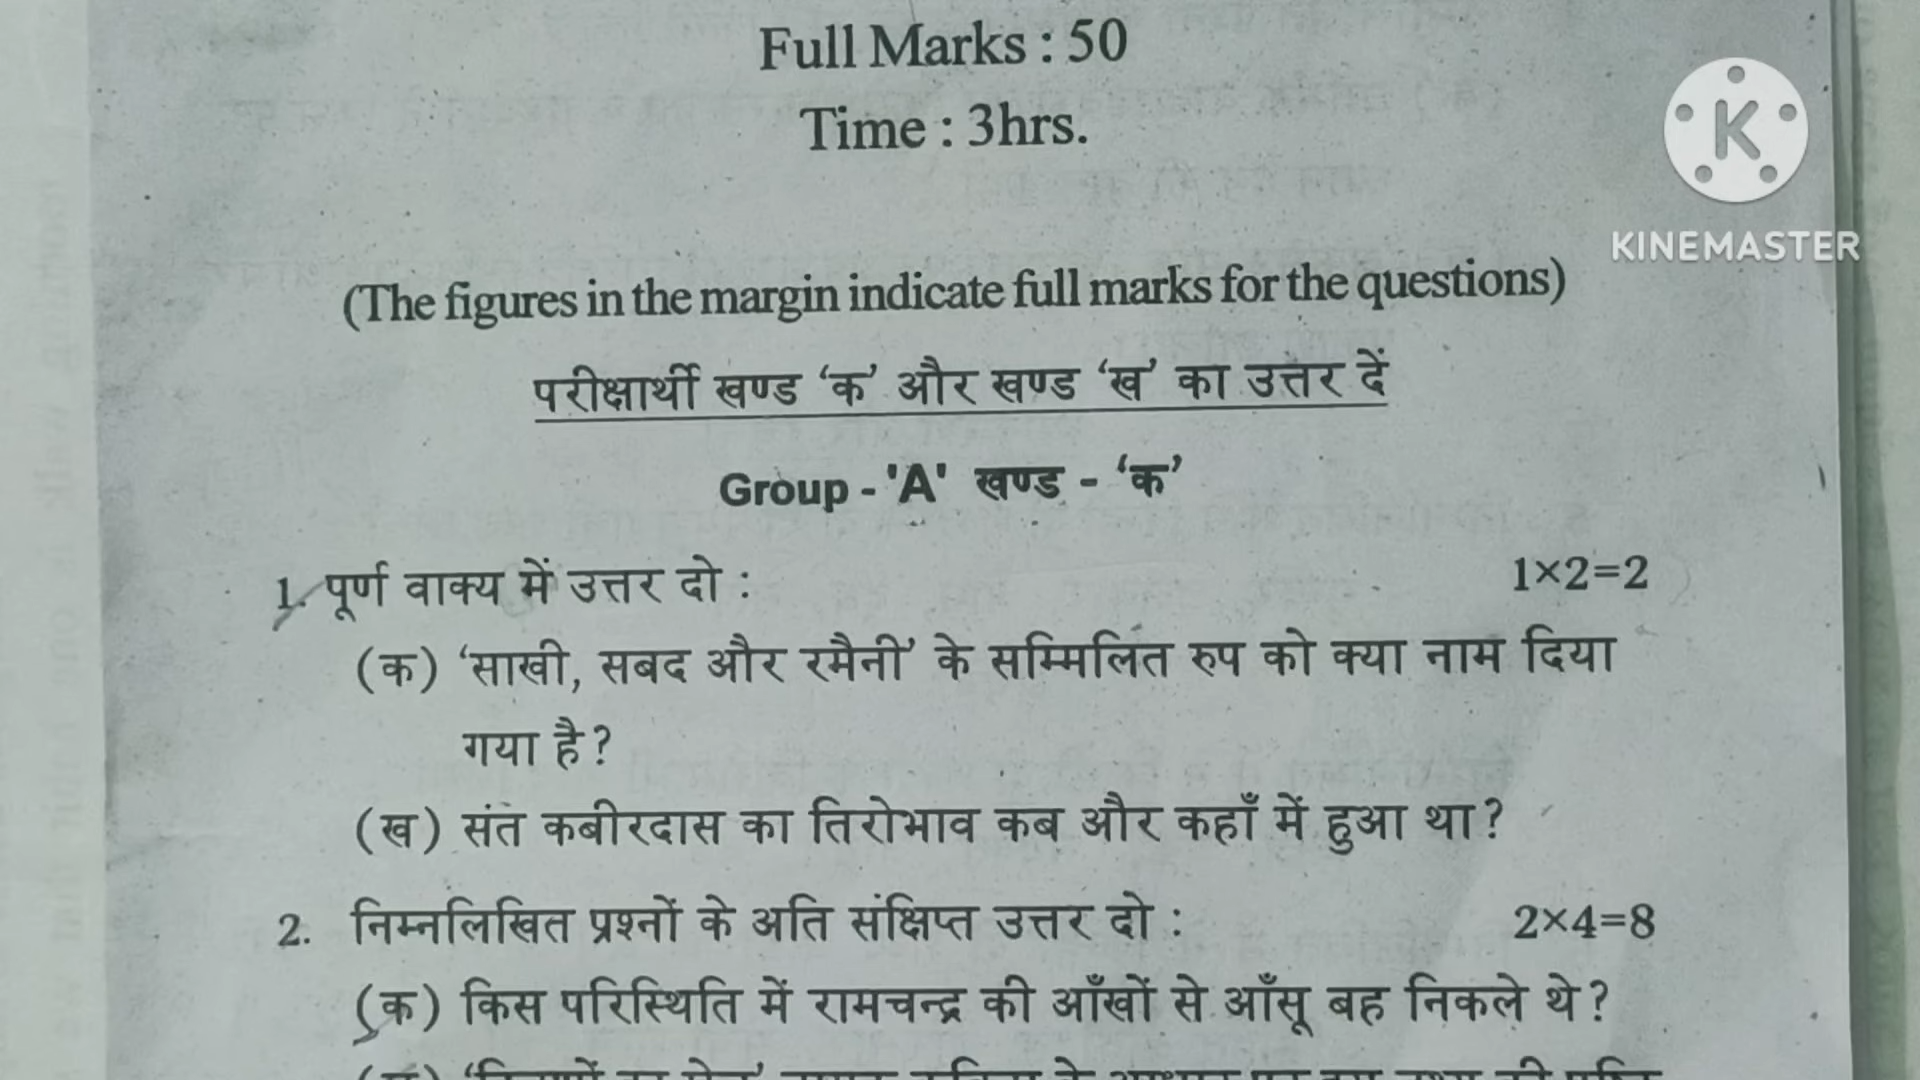 Full Marks : 50
Time : 3hrs.
KINEMASTER
(The figures in the margin indicate full marks for the questions)
परीक्षार्थी खण्ड ‘क’ और खण्ड ‘ख’ का उत्तर दें
Group - 'A' खण्ड - ‘क’
1. पूर्ण वाक्य में उत्तर दो : 1×2=2
(क) ‘साखी, सबद और रमैनी’ के सम्मिलित रुप को क्या नाम दिया
गया है?
(ख) संत कबीरदास का तिरोभाव कब और कहाँ में हुआ था?
2. निम्नलिखित प्रश्नों के अति संक्षिप्त उत्तर दो : 2×4=8
(क) किस परिस्थिति में रामचन्द्र की आँखों से आँसू बह निकले थे?